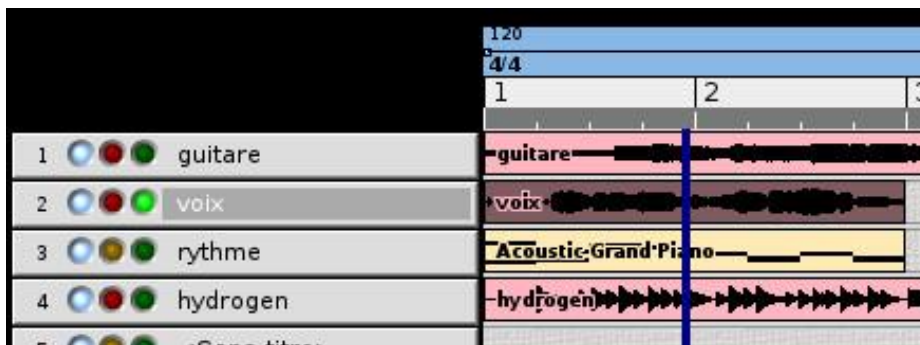 120
4/4
1 2 3
1 guitare guitare
2 voix voix
3 rythme Acoustic Grand Piano
4 hydrogen hydrogen